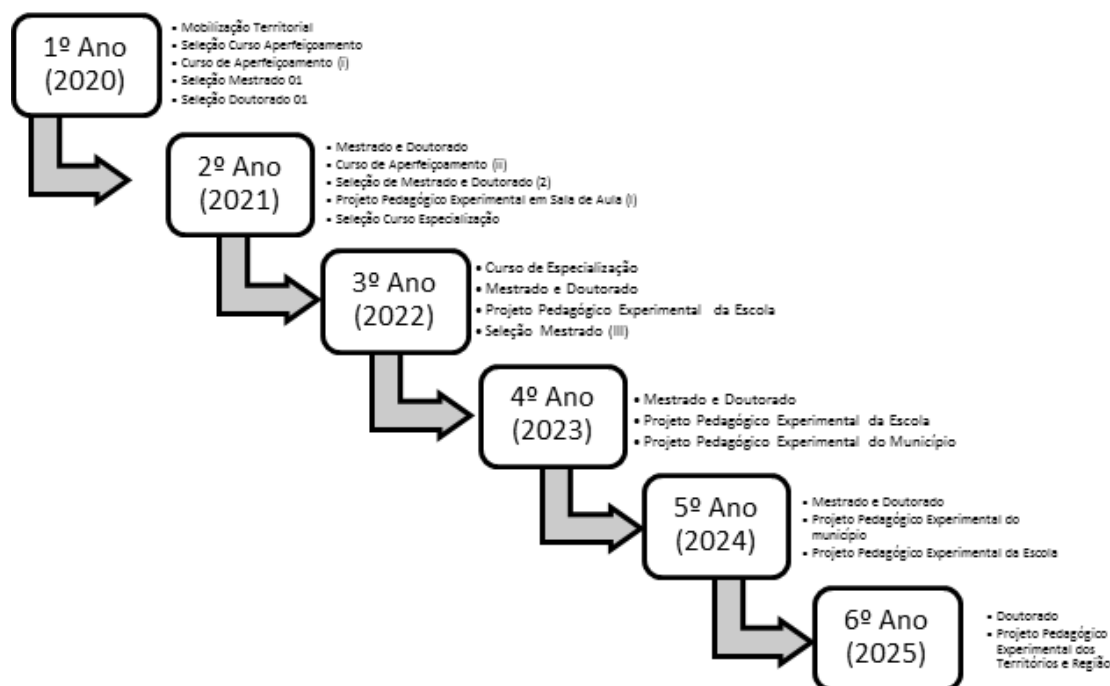 1º Ano
(2020)
• Mobilização Territorial
• Seleção Curso Aperfeiçoamento
• Curso de Aperfeiçoamento (i)
• Seleção Mestrado 01
• Seleção Doutorado 01
2º Ano
(2021)
• Mestrado e Doutorado
• Curso de Aperfeiçoamento (ii)
• Seleção de Mestrado e Doutorado (2)
• Projeto Pedagógico Experimental em Sala de Aula (I)
• Seleção Curso Especialização
3º Ano
(2022)
• Curso de Especialização
• Mestrado e Doutorado
• Projeto Pedagógico Experimental da Escola
• Seleção Mestrado (III)
4º Ano
(2023)
• Mestrado e Doutorado
• Projeto Pedagógico Experimental da Escola
• Projeto Pedagógico Experimental do Município
5º Ano
(2024)
• Mestrado e Doutorado
• Projeto Pedagógico Experimental do
município
• Projeto Pedagógico Experimental da Escola
6º Ano
(2025)
• Doutorado
• Projeto Pedagógico
Experimental dos
Territórios e Região